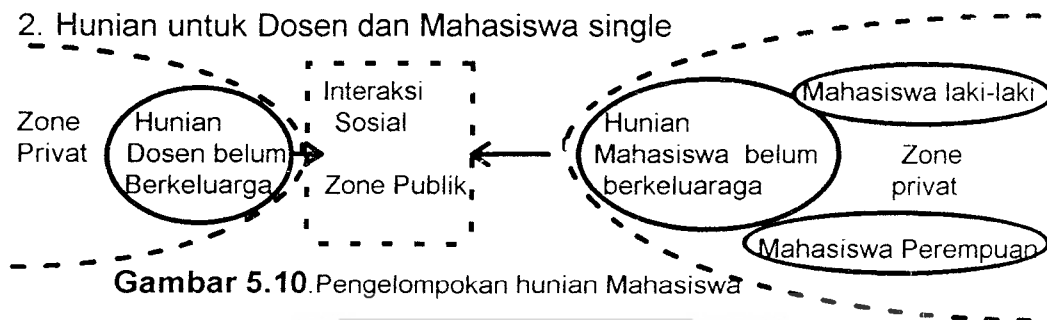 2. Hunian untuk Dosen dan Mahasiswa single
Zone
Privat
Hunian
Dosen belum
Berkeluarga
Interaksi
Sosial
Zone Publik
Hunian
Mahasiswa belum
berkeluaraga
Mahasiswa laki-laki
Zone
privat
Mahasiswa Perempuan
Gambar 5.10.Pengelompokan hunian Mahasiswa